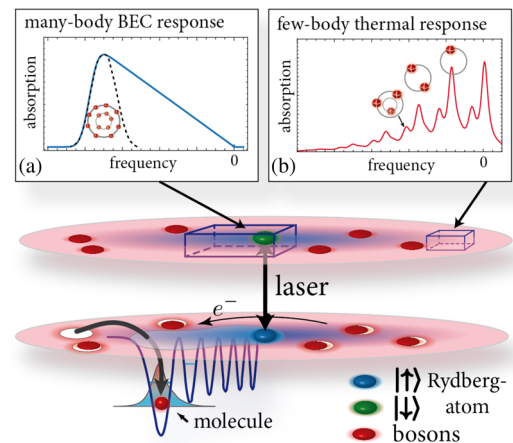 many-body BEC response
few-body thermal response
absorption
absorption
(a)
frequency
0
(b)
frequency
0
laser
e⁻
molecule
|↑⟩ Rydberg-
|↓⟩ atom
bosons